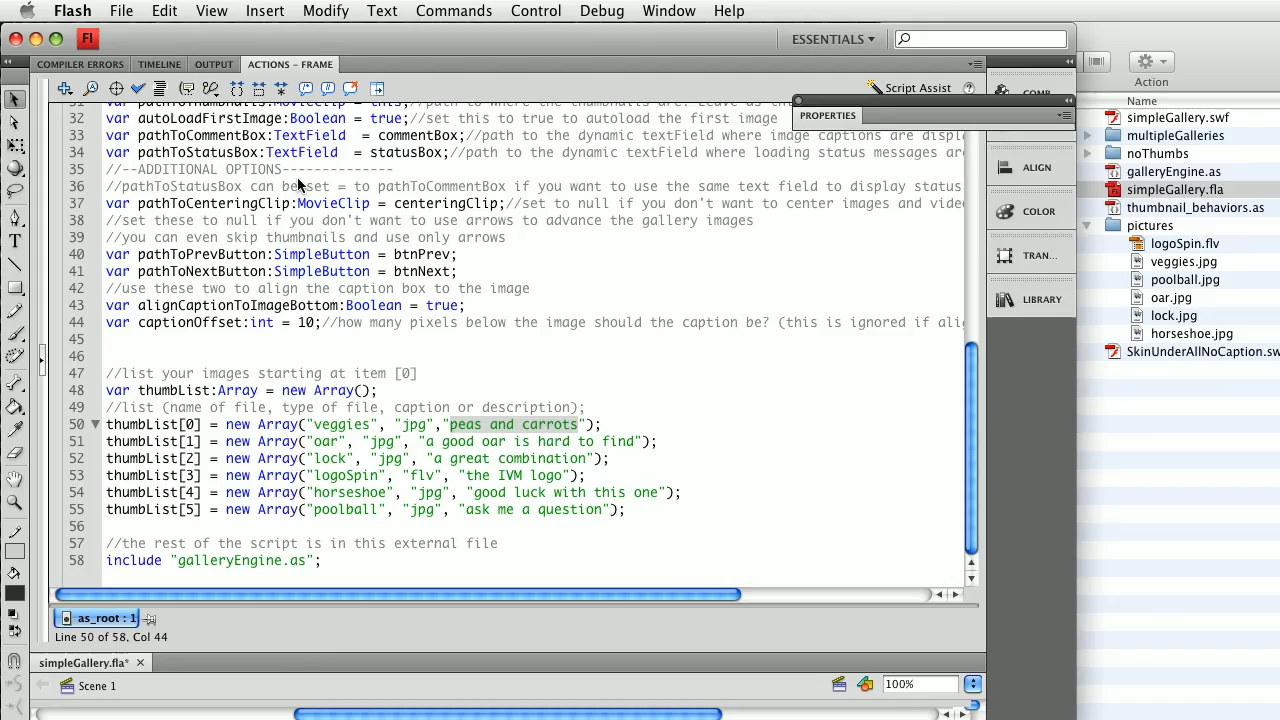 Flash File Edit View Insert Modify Text Commands Control Debug Window Help
Fl
ESSENTIALS
COMPILER ERRORS TIMELINE OUTPUT ACTIONS – FRAME
Script Assist
Action
PROPERTIES
32 var autoLoadFirstImage:Boolean = true;//set this to true to autoload the first image
33 var pathToCommentBox:TextField  = commentBox;//path to the dynamic textField where image captions are displ
34 var pathToStatusBox:TextField  = statusBox;//path to the dynamic textField where loading status messages are
35 //--ADDITIONAL OPTIONS--------------
36 //pathToStatusBox can be set = to pathToCommentBox if you want to use the same text field to display status
37 var pathToCenteringClip:MovieClip = centeringClip;//set to null if you don't want to center images and vide
38 //set these to null if you don't want to use arrows to advance the gallery images
39 //you can even skip thumbnails and use only arrows
40 var pathToPrevButton:SimpleButton = btnPrev;
41 var pathToNextButton:SimpleButton = btnNext;
42 //use these two to align the caption box to the image
43 var alignCaptionToImageBottom:Boolean = true;
44 var captionOffset:int = 10;//how many pixels below the image should the caption be? (this is ignored if ali
45
46
47 //list your images starting at item [0]
48 var thumbList:Array = new Array();
49 //list (name of file, type of file, caption or description);
50 thumbList[0] = new Array("veggies", "jpg","peas and carrots");
51 thumbList[1] = new Array("oar", "jpg", "a good oar is hard to find");
52 thumbList[2] = new Array("lock", "jpg", "a great combination");
53 thumbList[3] = new Array("logoSpin", "flv", "the IVM logo");
54 thumbList[4] = new Array("horseshoe", "jpg", "good luck with this one");
55 thumbList[5] = new Array("poolball", "jpg", "ask me a question");
56
57 //the rest of the script is in this external file
58 include "galleryEngine.as";
as_root : 1
Line 50 of 58, Col 44
simpleGallery.fla*
Scene 1
100%
ALIGN
COLOR
TRAN...
LIBRARY
Name
simpleGallery.swf
multipleGalleries
noThumbs
galleryEngine.as
simpleGallery.fla
thumbnail_behaviors.as
pictures
logoSpin.flv
veggies.jpg
poolball.jpg
oar.jpg
lock.jpg
horseshoe.jpg
SkinUnderAllNoCaption.sw